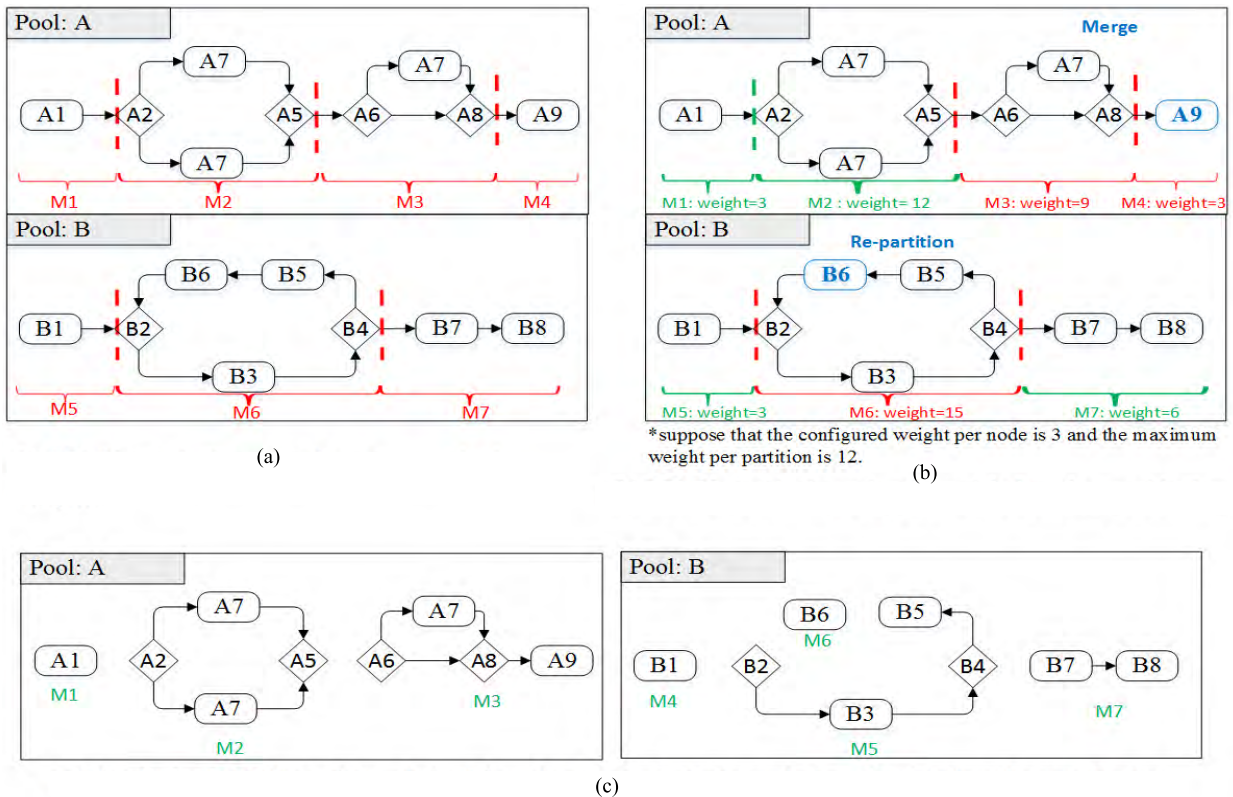 Pool: A
A7
A1
A2
A5
A6
A7
A8
A9
A7
M1
M2
M3
M4
Pool: B
B6
B5
B1
B2
B4
B7
B8
B3
M5
M6
M7
(a)
Pool: A
Merge
A7
A1
A2
A5
A6
A7
A8
A9
A7
M1: weight=3
M2 : weight= 12
M3: weight=9
M4: weight=3
Pool: B
Re-partition
B6
B5
B1
B2
B4
B7
B8
B3
M5: weight=3
M6: weight=15
M7: weight=6
*suppose that the configured weight per node is 3 and the maximum
weight per partition is 12.
(b)
Pool: A
A7
A1
A2
A5
A6
A7
A8
A9
M1
M3
A7
M2
Pool: B
B6
B5
M6
B1
B2
B4
B7
B8
M4
B3
M7
M5
(c)